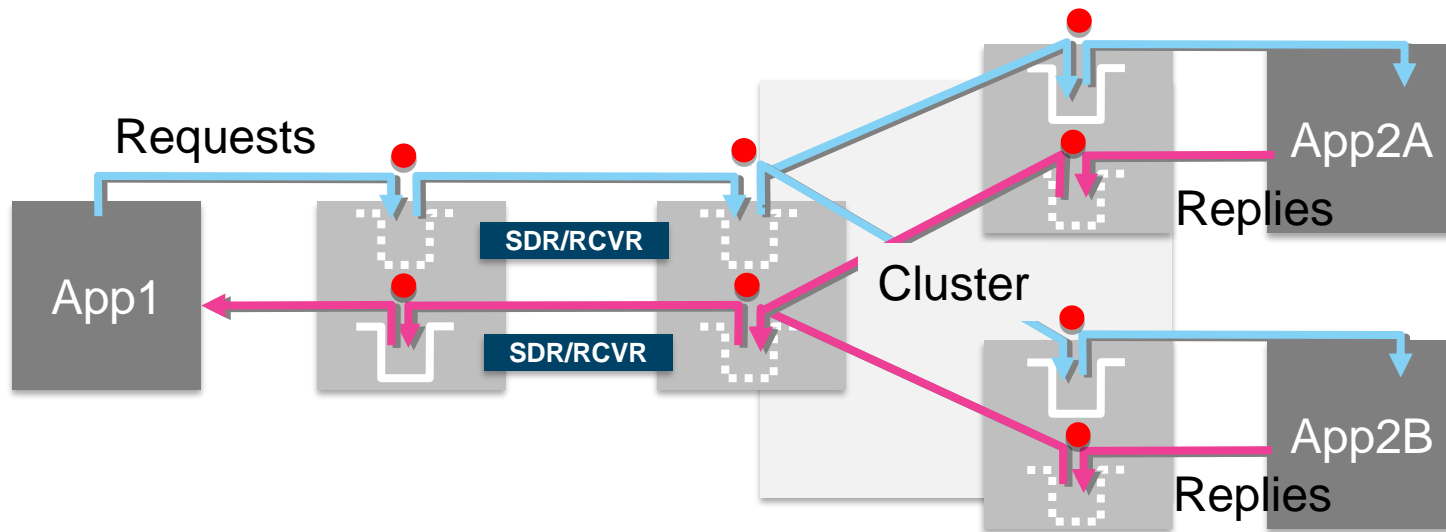 Requests
App2A
Replies
SDR/RCVR
App1
Cluster
SDR/RCVR
App2B
Replies